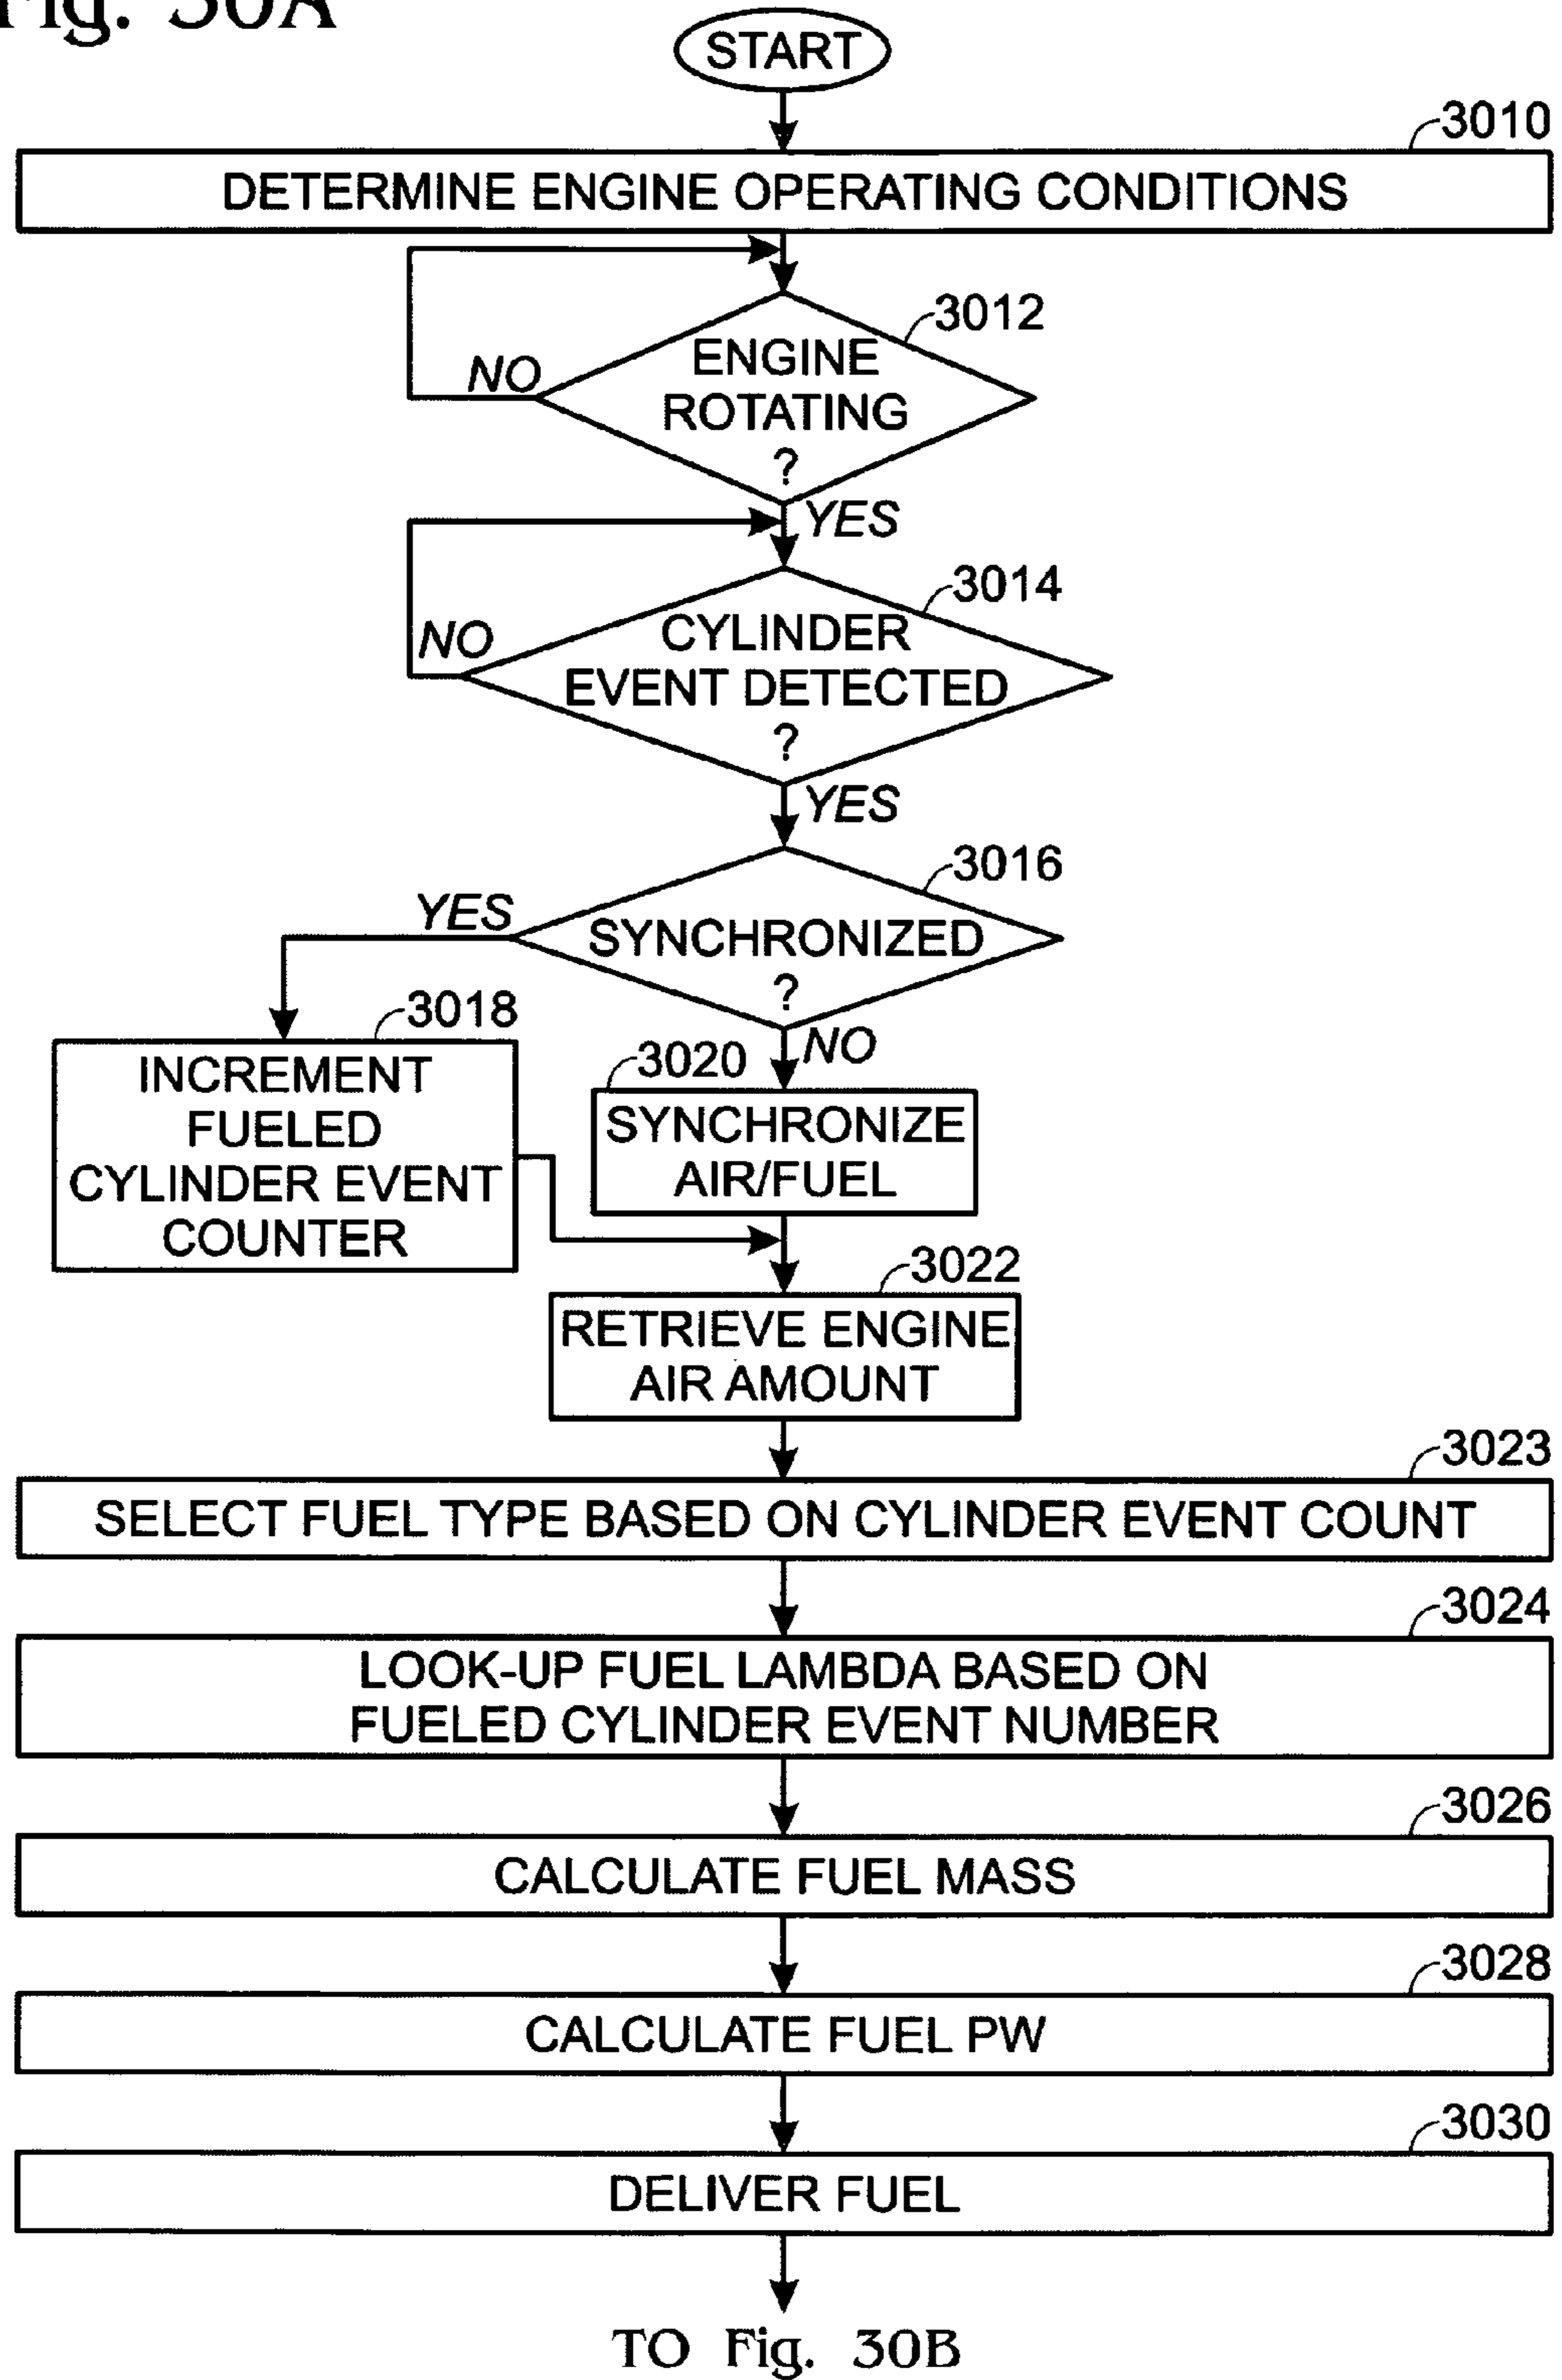 Fig. 30A
START
3010
DETERMINE ENGINE OPERATING CONDITIONS
3012
ENGINE
ROTATING
?
NO
YES
3014
CYLINDER
EVENT DETECTED
?
NO
YES
3016
SYNCHRONIZED
?
YES
NO
3018
INCREMENT
FUELED
CYLINDER EVENT
COUNTER
3020
SYNCHRONIZE
AIR/FUEL
3022
RETRIEVE ENGINE
AIR AMOUNT
3023
SELECT FUEL TYPE BASED ON CYLINDER EVENT COUNT
3024
LOOK-UP FUEL LAMBDA BASED ON
FUELED CYLINDER EVENT NUMBER
3026
CALCULATE FUEL MASS
3028
CALCULATE FUEL PW
3030
DELIVER FUEL
TO Fig. 30B